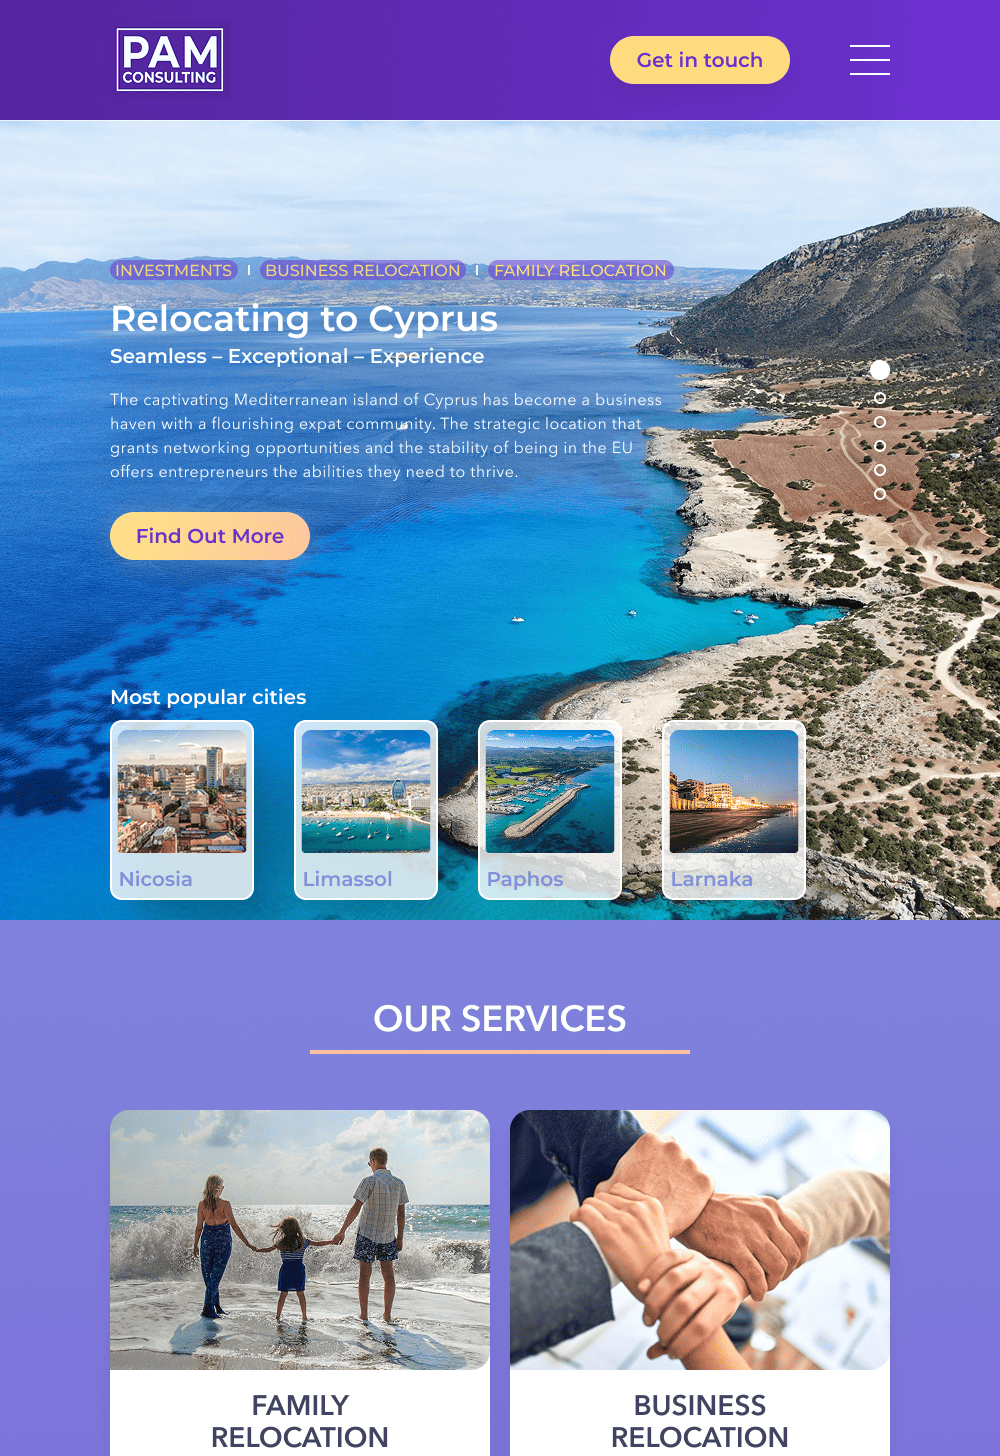 PAM
CONSULTING
Get in touch
INVESTMENTS | BUSINESS RELOCATION | FAMILY RELOCATION
Relocating to Cyprus
Seamless – Exceptional – Experience
The captivating Mediterranean island of Cyprus has become a business
haven with a flourishing expat community. The strategic location that
grants networking opportunities and the stability of being in the EU
offers entrepreneurs the abilities they need to thrive.
Find Out More
Most popular cities
Nicosia
Limassol
Paphos
Larnaka
OUR SERVICES
FAMILY
RELOCATION
BUSINESS
RELOCATION